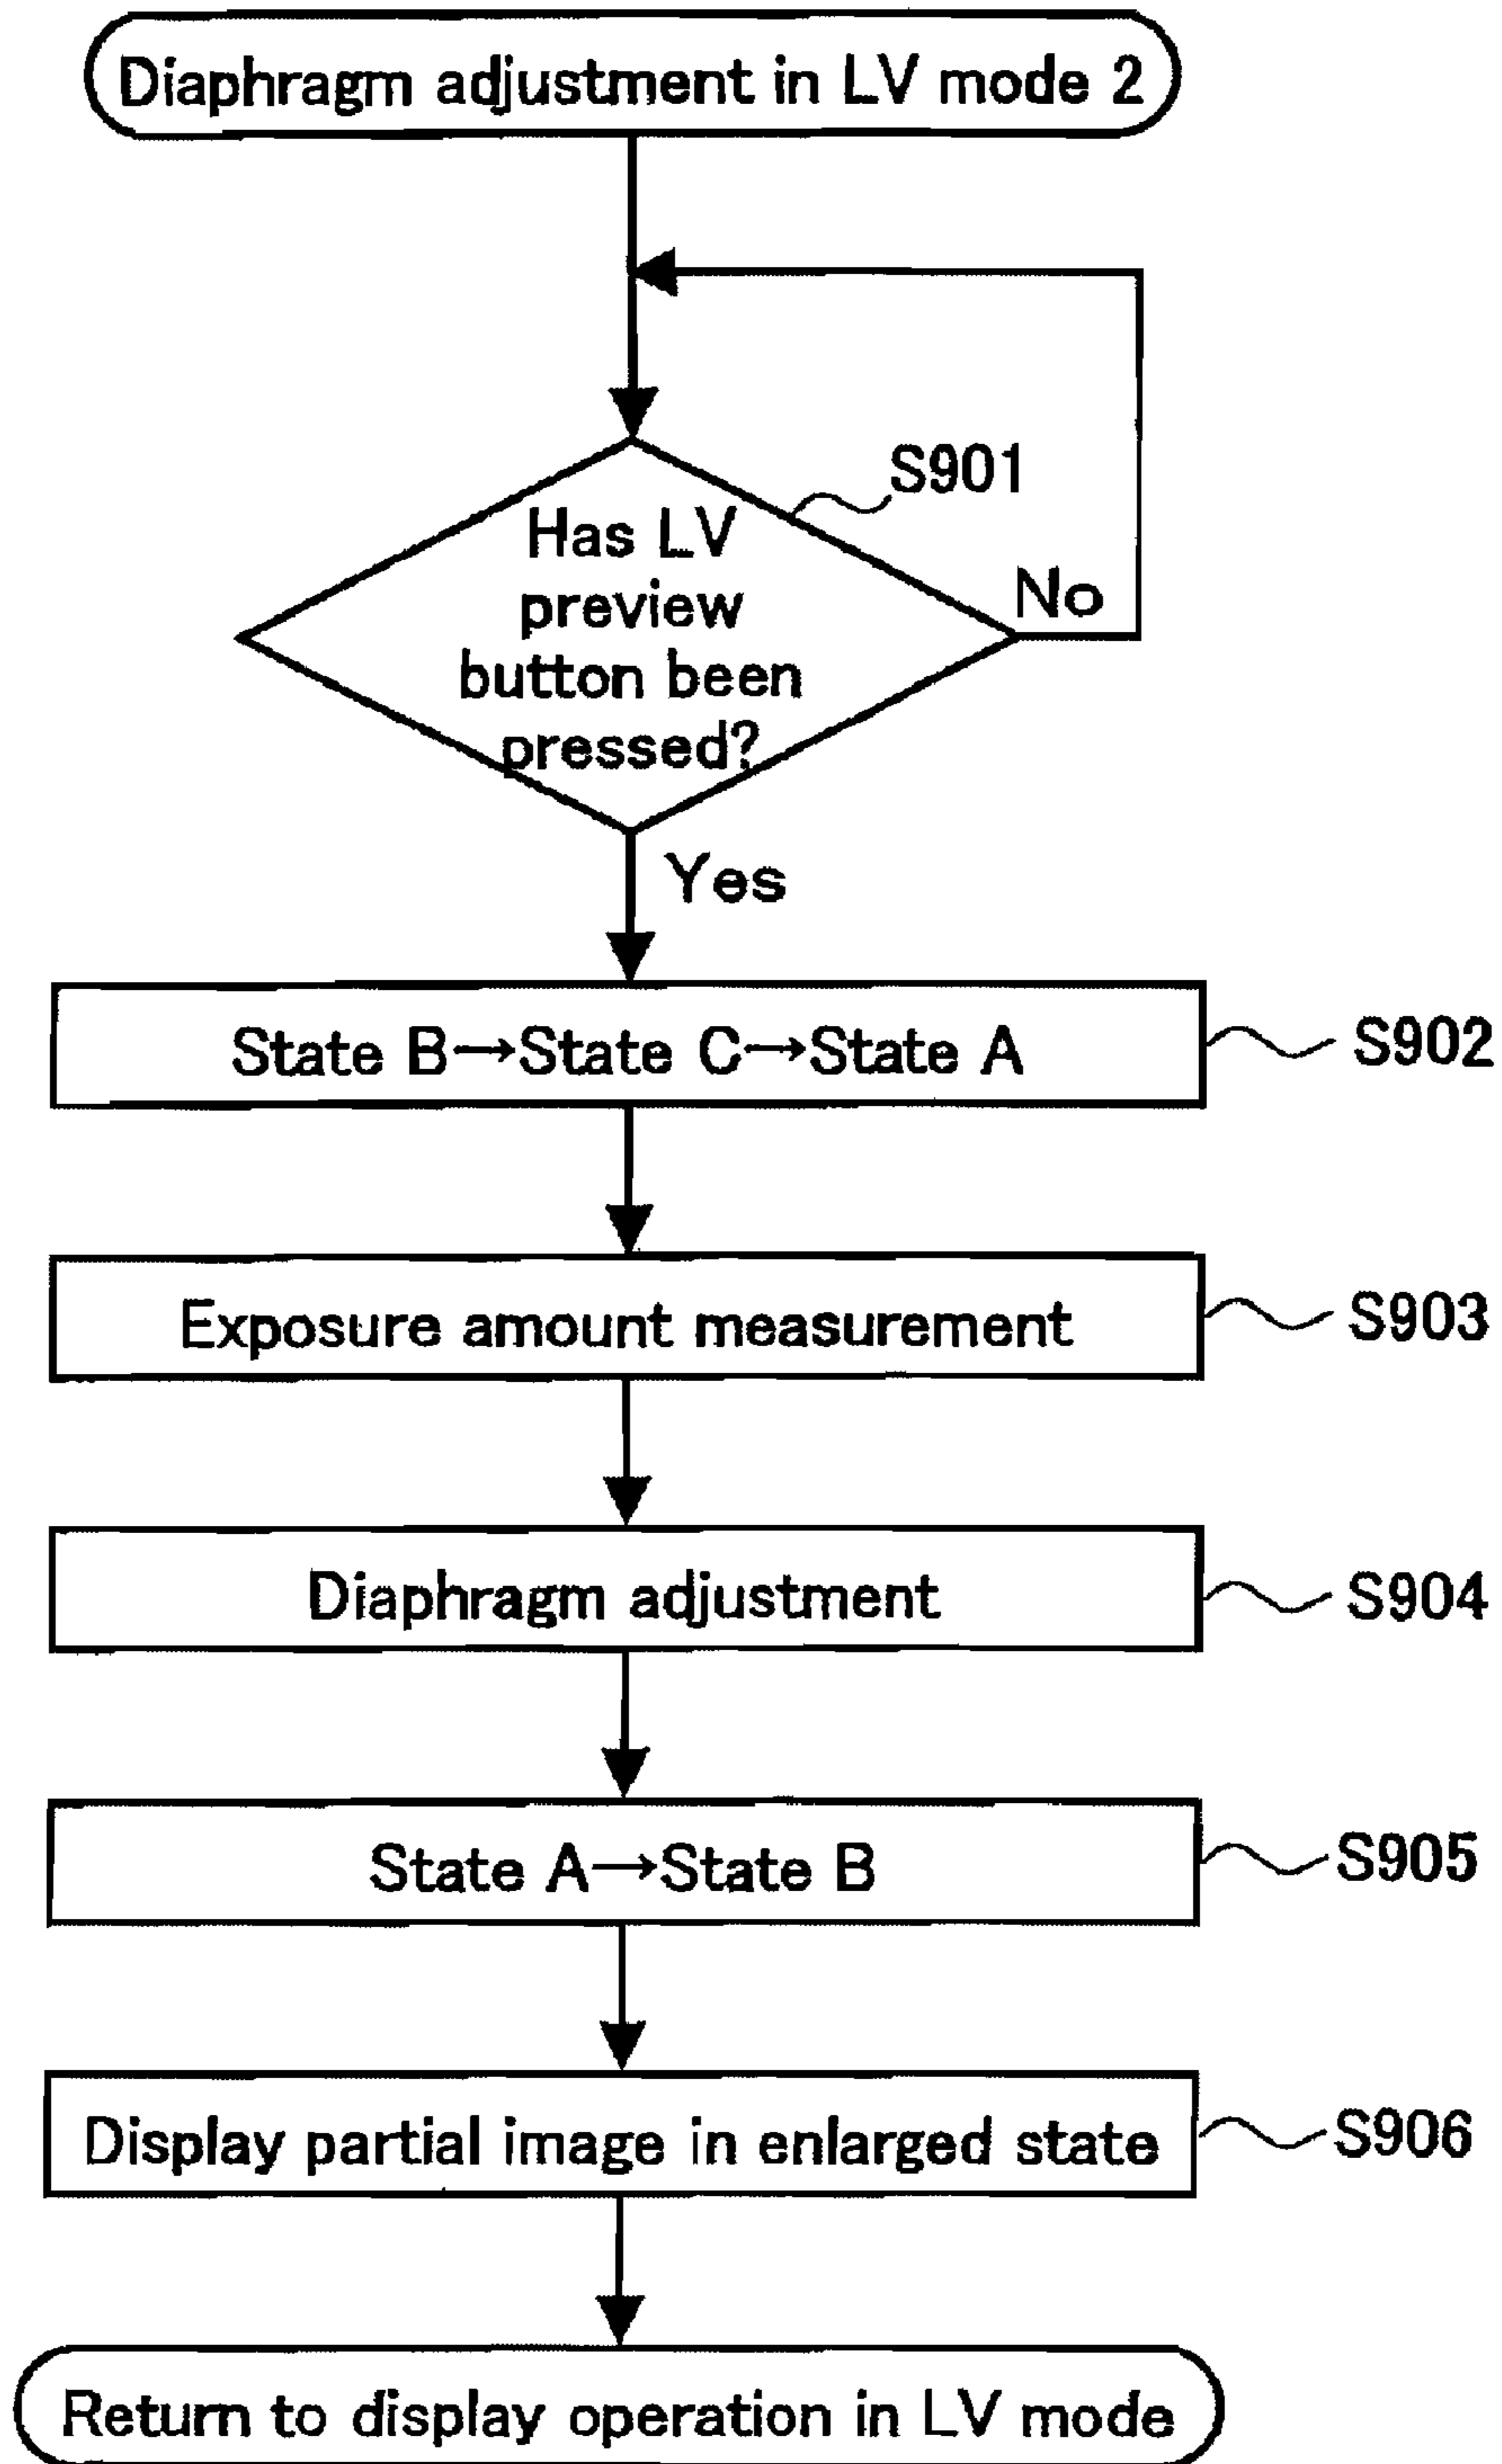 Diaphragm adjustment in LV mode 2
S901
Has LV
preview
button been
pressed?
No
Yes
State B→State C→State A
S902
Exposure amount measurement
S903
Diaphragm adjustment
S904
State A→State B
S905
Display partial image in enlarged state
S906
Return to display operation in LV mode